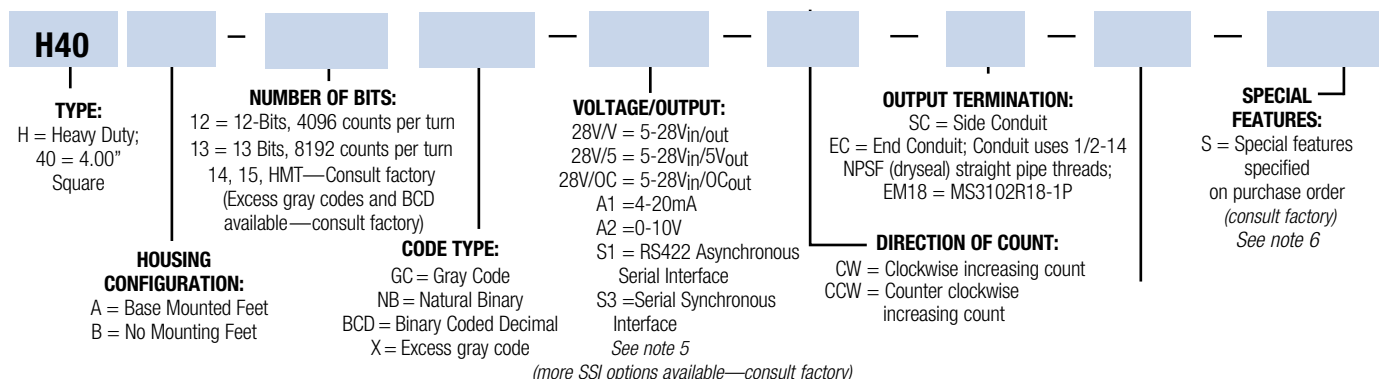 H40
TYPE:
H = Heavy Duty;
40 = 4.00”
Square
HOUSING
CONFIGURATION:
A = Base Mounted Feet
B = No Mounting Feet
NUMBER OF BITS:
12 = 12-Bits, 4096 counts per turn
13 = 13 Bits, 8192 counts per turn
14, 15, HMT—Consult factory
(Excess gray codes and BCD
available—consult factory)
CODE TYPE:
GC = Gray Code
NB = Natural Binary
BCD = Binary Coded Decimal
X = Excess gray code
VOLTAGE/OUTPUT:
28V/V = 5-28Vin/out
28V/5 = 5-28Vin/5Vout
28V/OC = 5-28Vin/OCout
A1 =4-20mA
A2 =0-10V
S1 = RS422 Asynchronous
Serial Interface
S3 =Serial Synchronous
Interface
See note 5
(more SSI options available—consult factory)
OUTPUT TERMINATION:
SC = Side Conduit
EC = End Conduit; Conduit uses 1/2-14
NPSF (dryseal) straight pipe threads;
EM18 = MS3102R18-1P
DIRECTION OF COUNT:
CW = Clockwise increasing count
CCW = Counter clockwise
increasing count
SPECIAL
FEATURES:
S = Special features
specified
on purchase order
(consult factory)
See note 6